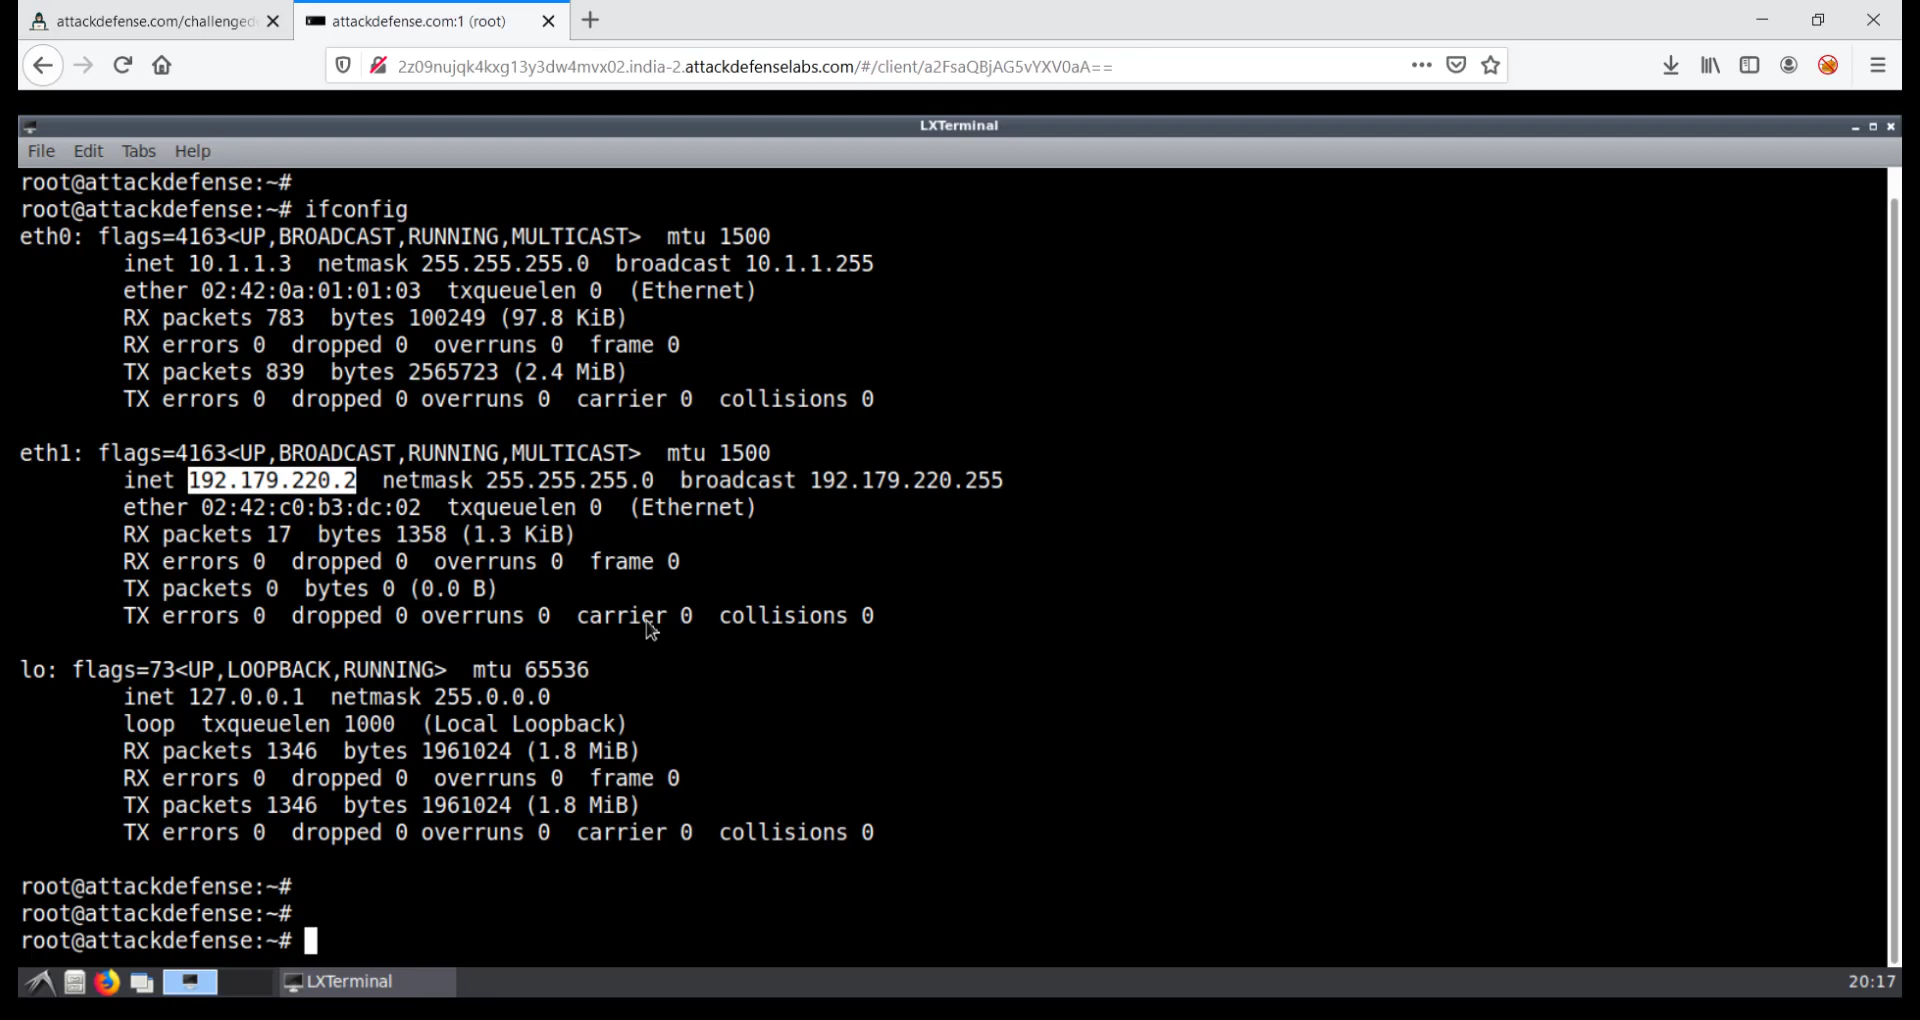 attackdefense.com/challenged
attackdefense.com:1 (root)
2z09nujqk4kxg13y3dw4mvx02.india-2.attackdefenselabs.com/#/client/a2FsaQBjAG5vYXV0aA==
LXTerminal
File Edit Tabs Help
root@attackdefense:~#
root@attackdefense:~# ifconfig
eth0: flags=4163<UP,BROADCAST,RUNNING,MULTICAST>  mtu 1500
        inet 10.1.1.3  netmask 255.255.255.0  broadcast 10.1.1.255
        ether 02:42:0a:01:01:03  txqueuelen 0  (Ethernet)
        RX packets 783  bytes 100249 (97.8 KiB)
        RX errors 0  dropped 0  overruns 0  frame 0
        TX packets 839  bytes 2565723 (2.4 MiB)
        TX errors 0  dropped 0 overruns 0  carrier 0  collisions 0
eth1: flags=4163<UP,BROADCAST,RUNNING,MULTICAST>  mtu 1500
        inet 192.179.220.2  netmask 255.255.255.0  broadcast 192.179.220.255
        ether 02:42:c0:b3:dc:02  txqueuelen 0  (Ethernet)
        RX packets 17  bytes 1358 (1.3 KiB)
        RX errors 0  dropped 0  overruns 0  frame 0
        TX packets 0  bytes 0 (0.0 B)
        TX errors 0  dropped 0 overruns 0  carrier 0  collisions 0
lo: flags=73<UP,LOOPBACK,RUNNING>  mtu 65536
        inet 127.0.0.1  netmask 255.0.0.0
        loop  txqueuelen 1000  (Local Loopback)
        RX packets 1346  bytes 1961024 (1.8 MiB)
        RX errors 0  dropped 0  overruns 0  frame 0
        TX packets 1346  bytes 1961024 (1.8 MiB)
        TX errors 0  dropped 0 overruns 0  carrier 0  collisions 0
root@attackdefense:~#
root@attackdefense:~#
root@attackdefense:~#
LXTerminal
20:17